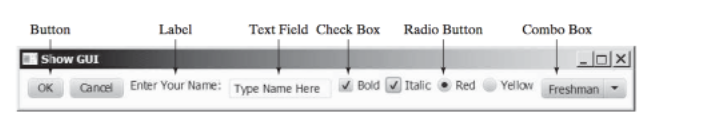 Button Label Text Field Check Box Radio Button Combo Box
Show GUI
OK Cancel Enter Your Name: Type Name Here Bold Italic Red Yellow Freshman